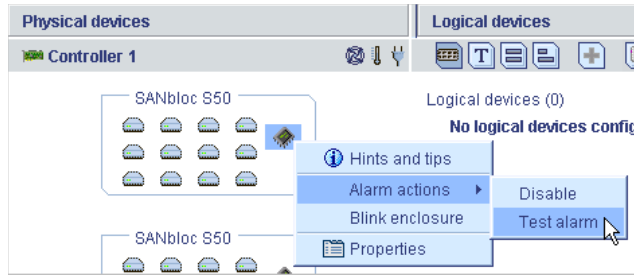 Physical devices
Logical devices
Controller 1
T
SANbloc S50
Logical devices (0)
No logical devices config
Hints and tips
Alarm actions
Disable
Blink enclosure
Test alarm
Properties
SANbloc S50